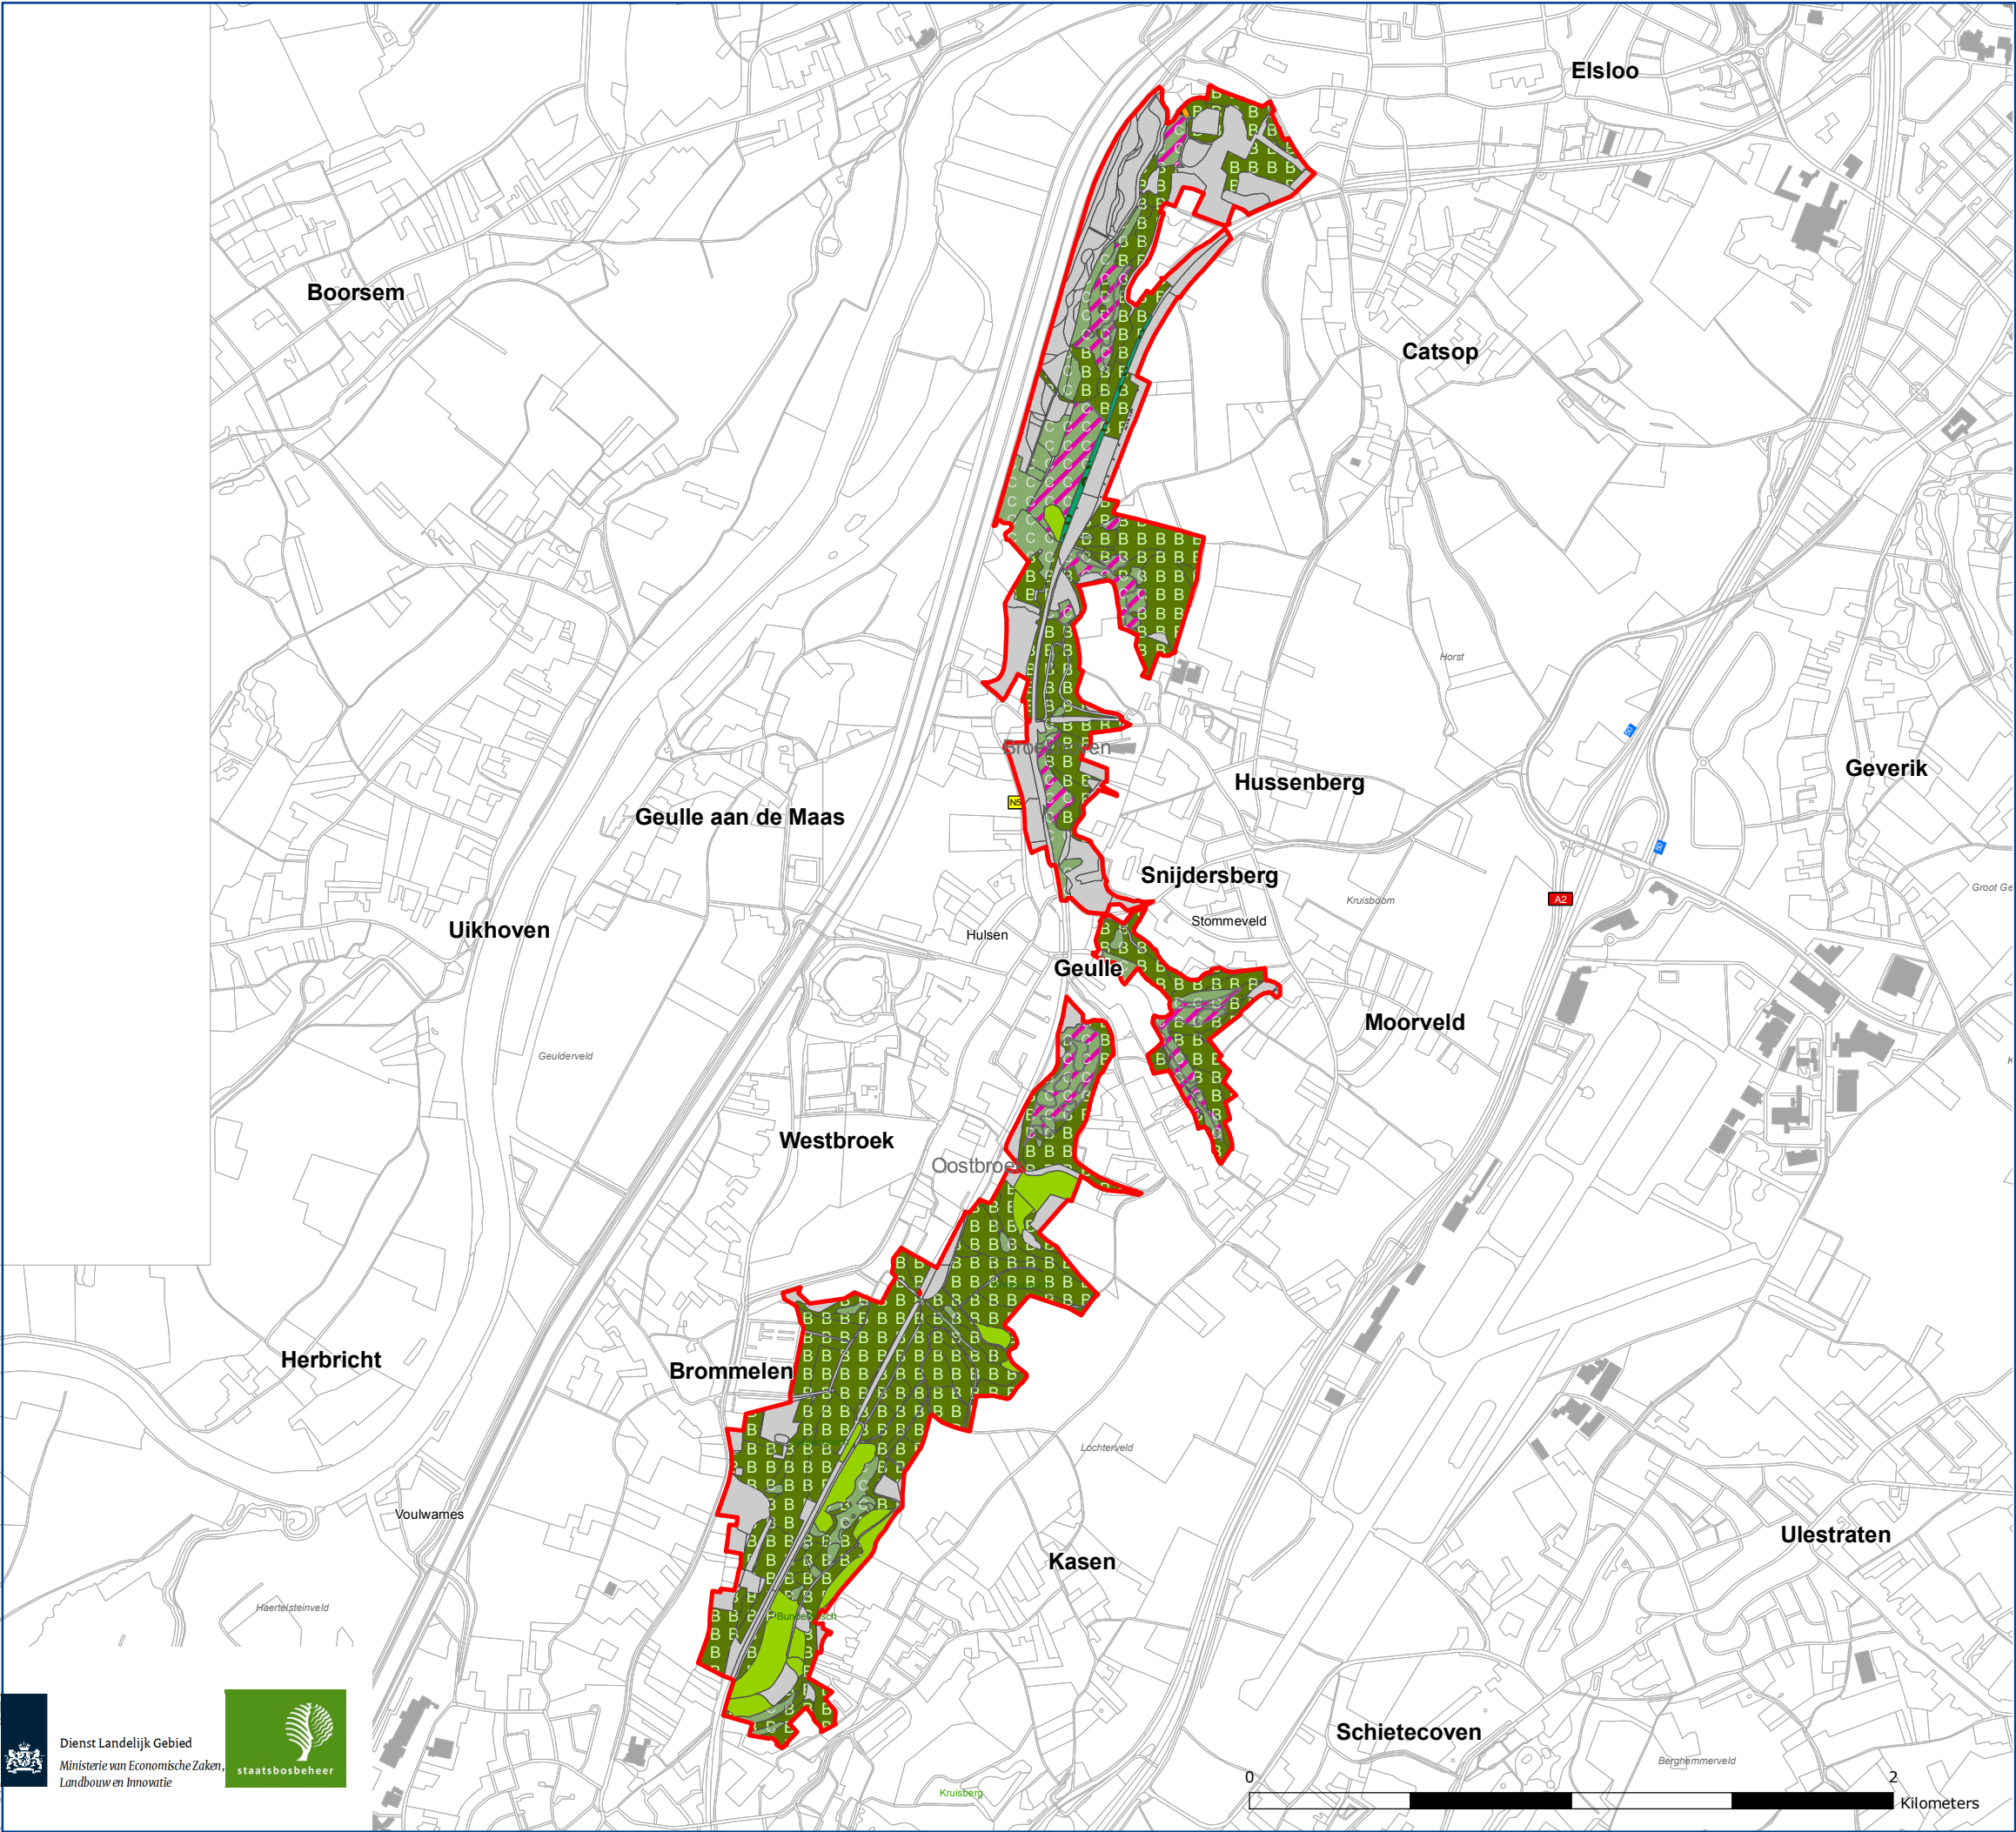 Elsloo
Boorsem
Catsop
Horst
Geverik
Hussenberg
Geulle aan de Maas
N5
50
50
Snijdersberg
Groot Ge
A2
Kruisboom
Stommeveld
Uikhoven
Hulsen
Geulle
Moorveld
Geulderveld
Westbroek
Oostbroek
Herbricht
Brommelen
Lochterveld
Voulwames
Ulestraten
Kasen
Haertelsteinveld
Schietecoven
Berghemmerveld
Kruisberg
Dienst Landelijk Gebied
Ministerie van Economische Zaken,
Landbouw en Innovatie
staatsbosbeheer
0 2
Kilometers